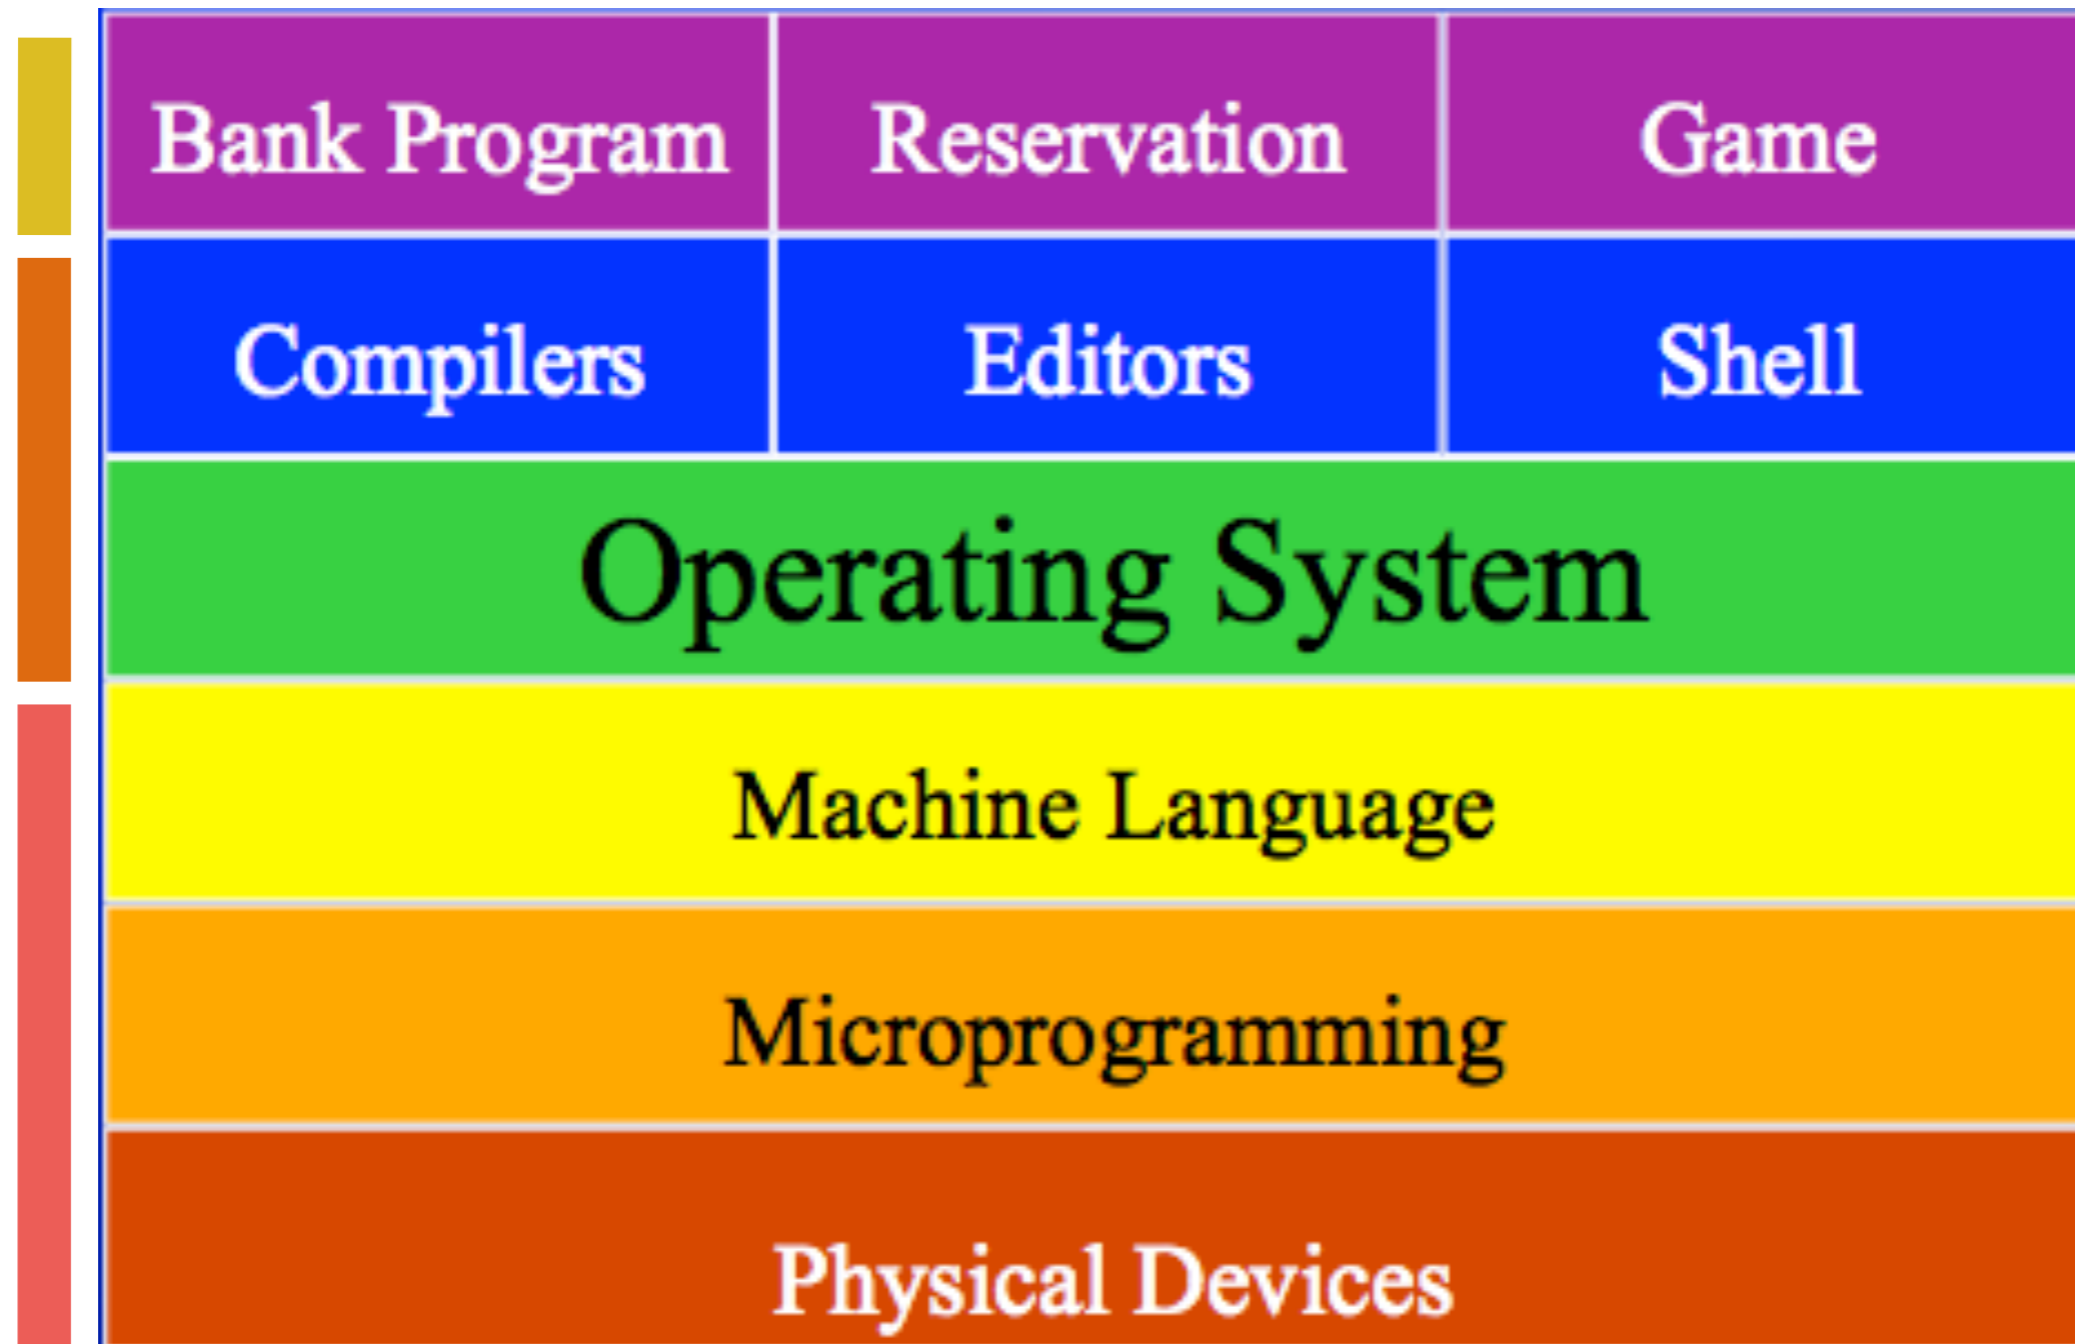 Bank Program Reservation Game
Compilers Editors Shell
Operating System
Machine Language
Microprogramming
Physical Devices